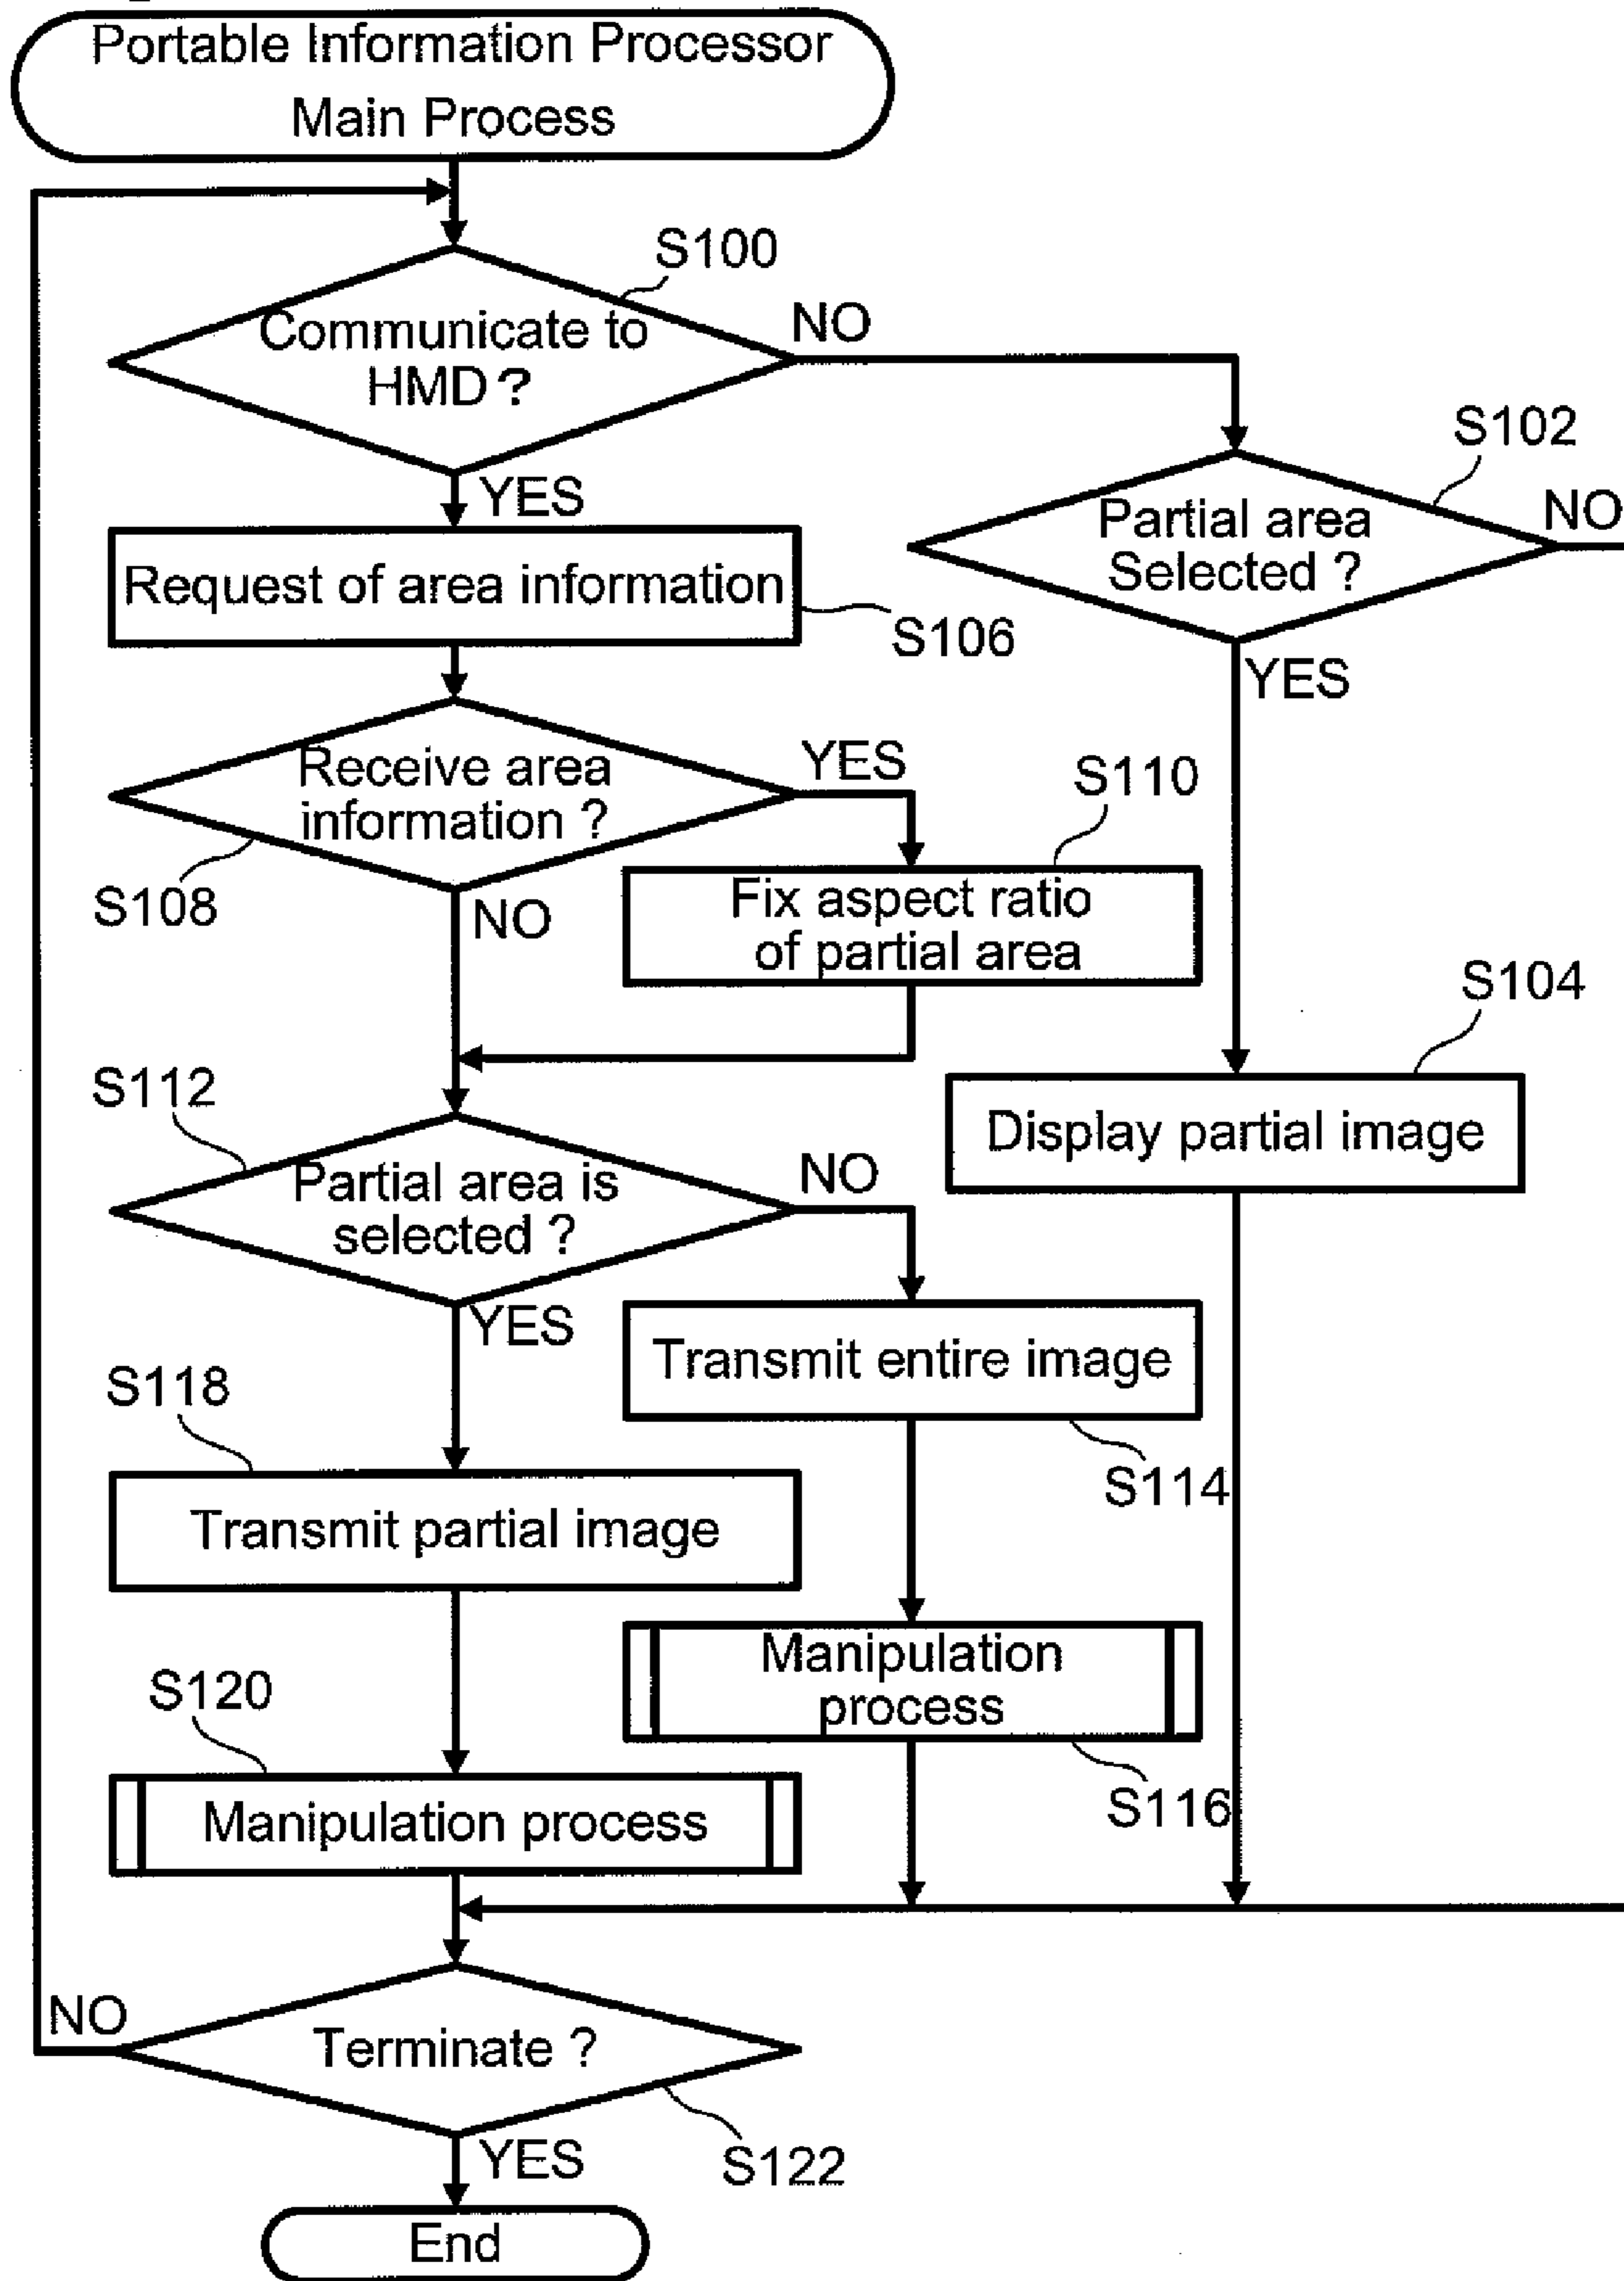 Portable Information Processor
Main Process
S100
Communicate to
HMD ?
NO
YES
S102
Partial area
Selected ?
NO
YES
Request of area information
S106
Receive area
information ?
YES
S108
NO
S110
Fix aspect ratio
of partial area
S104
Display partial image
S112
Partial area is
selected ?
NO
YES
Transmit entire image
S114
S118
Transmit partial image
Manipulation
process
S116
S120
Manipulation process
NO
Terminate ?
YES
S122
End